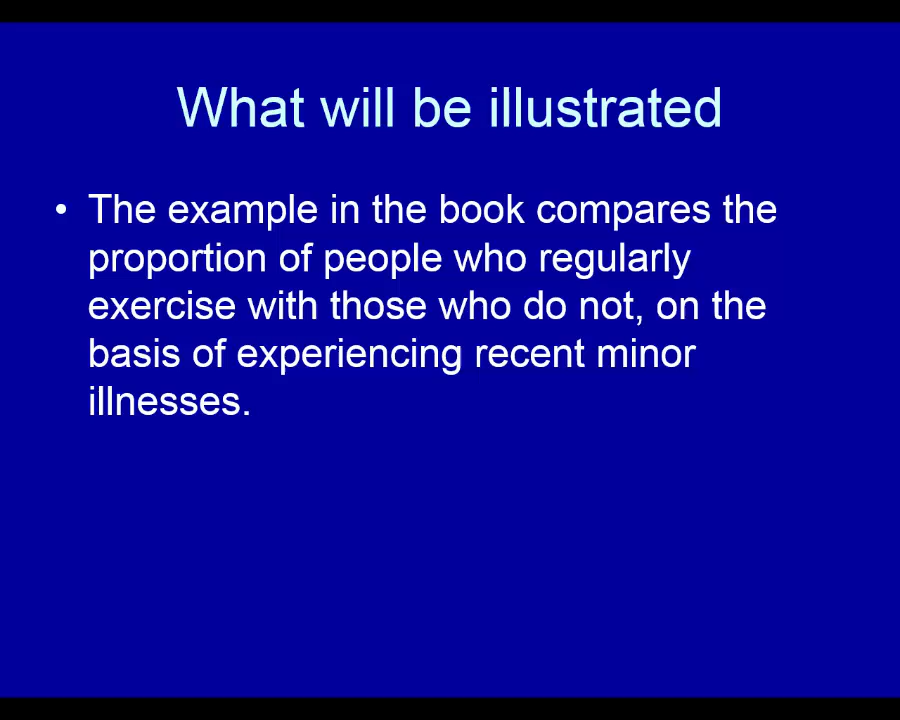 What will be illustrated
• The example in the book compares the
proportion of people who regularly
exercise with those who do not, on the
basis of experiencing recent minor
illnesses.